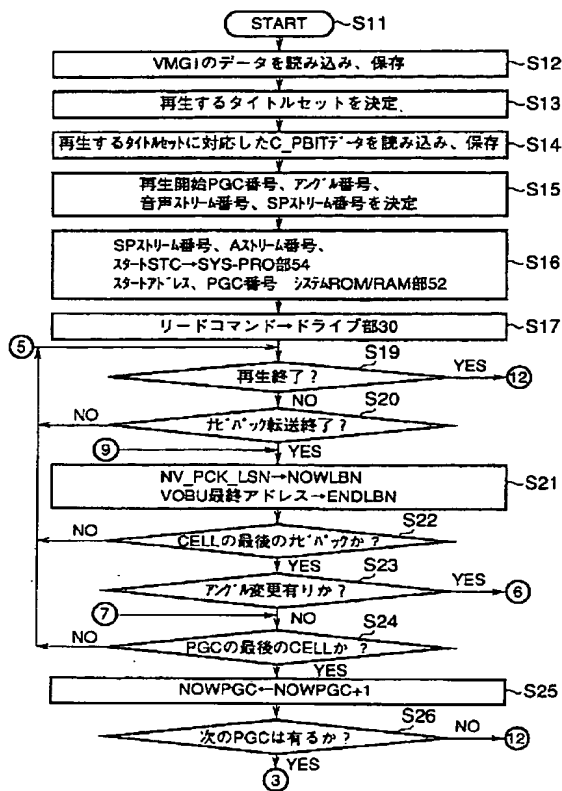 START
S11
VMGIのデータを読み込み、保存
S12
再生するタイトルセットを決定
S13
再生するﾀｲﾄﾙｾｯﾄに対応したC_PBITデータを読み込み、保存
S14
再生開始PGC番号、ｱﾝｸﾞﾙ番号、
音声ストリーム番号、SPストリーム番号を決定
S15
SPストリーム番号、Aストリーム番号、
ｽﾀｰﾄSTC→SYS-PRO部54
ｽﾀｰﾄｱﾄﾞﾚｽ、PGC番号 ｼｽﾃﾑROM/RAM部52
S16
リードコマンド→ドライブ部30
S17
⑤
S19
再生終了？
YES
⑫
NO
S20
ﾅﾋﾞﾊﾟｯｸ転送終了？
NO
⑨
YES
NV_PCK_LSN→NOWLBN
VOBU最終アドレス→ENDLBN
S21
S22
CELLの最後のﾅﾋﾞﾊﾟｯｸか？
NO
YES
S23
ｱﾝｸﾞﾙ変更有りか？
YES
⑥
⑦
NO
S24
PGCの最後のCELLか？
NO
YES
NOWPGC←NOWPGC+1
S25
S26
次のPGCは有るか？
NO
⑫
YES
③